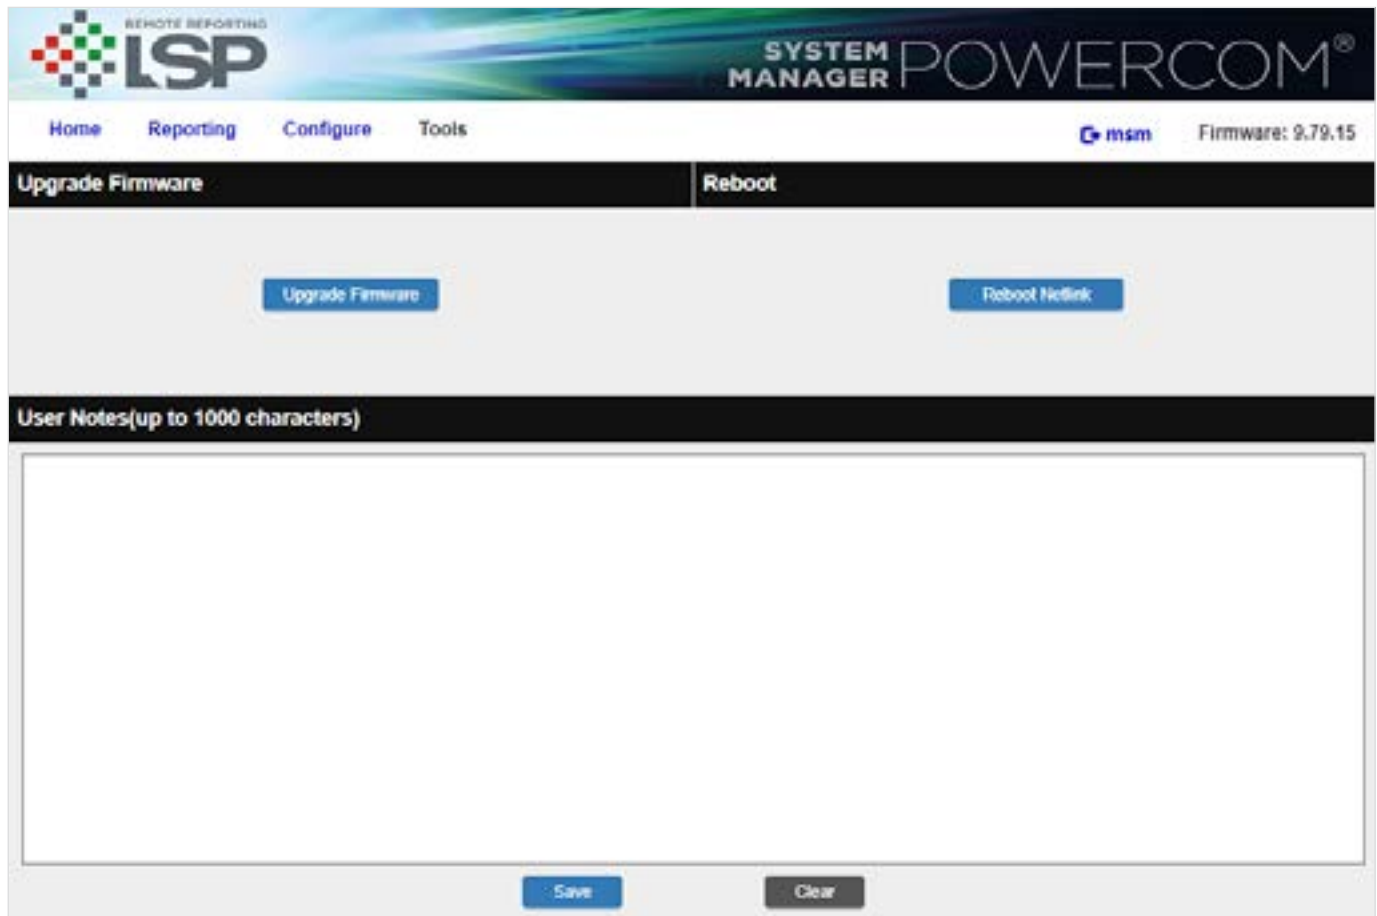 REMOTE REPORTING
LSP
SYSTEM
MANAGER POWERCOM®
Home Reporting Configure Tools msm Firmware: 9.79.15
Upgrade Firmware Reboot
Upgrade Firmware Reboot Netlink
User Notes(up to 1000 characters)
Save Clear